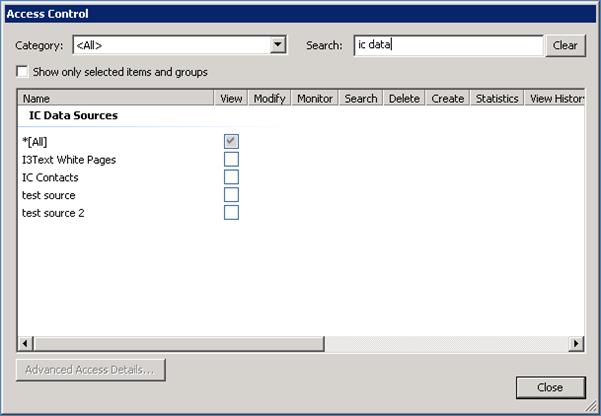 Access Control
Category: <All> Search: ic data Clear
Show only selected items and groups
Name View Modify Monitor Search Delete Create Statistics View Histor
IC Data Sources
*[All]
I3Text White Pages
IC Contacts
test source
test source 2
Advanced Access Details...
Close